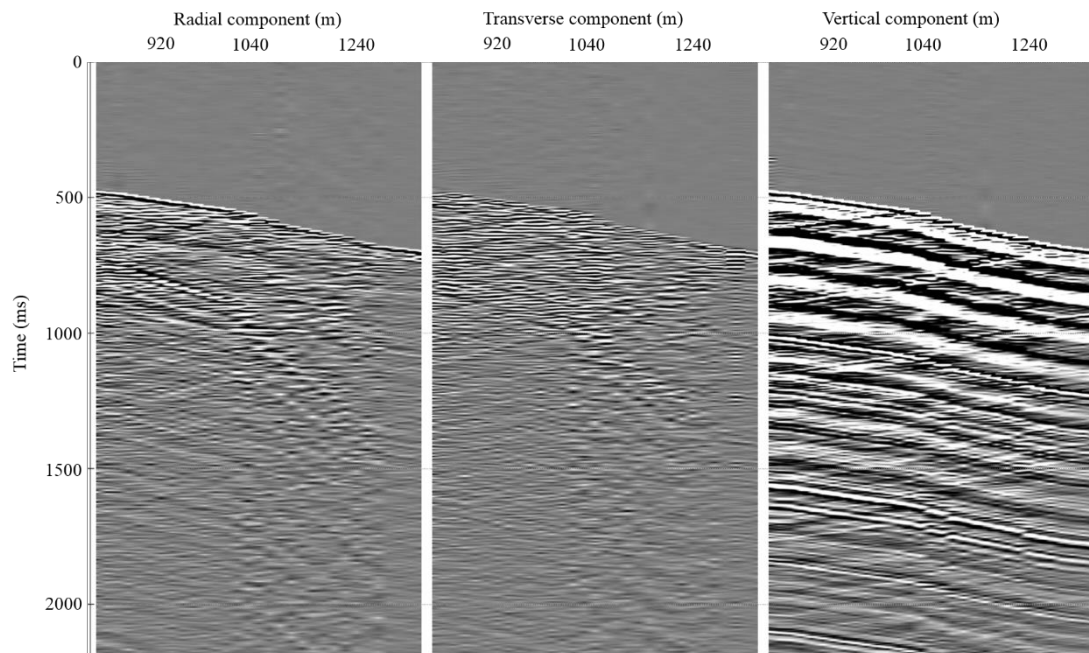 Radial component (m) Transverse component (m) Vertical component (m)
920 1040 1240 920 1040 1240 920 1040 1240
0
500
1000
1500
2000
Time (ms)